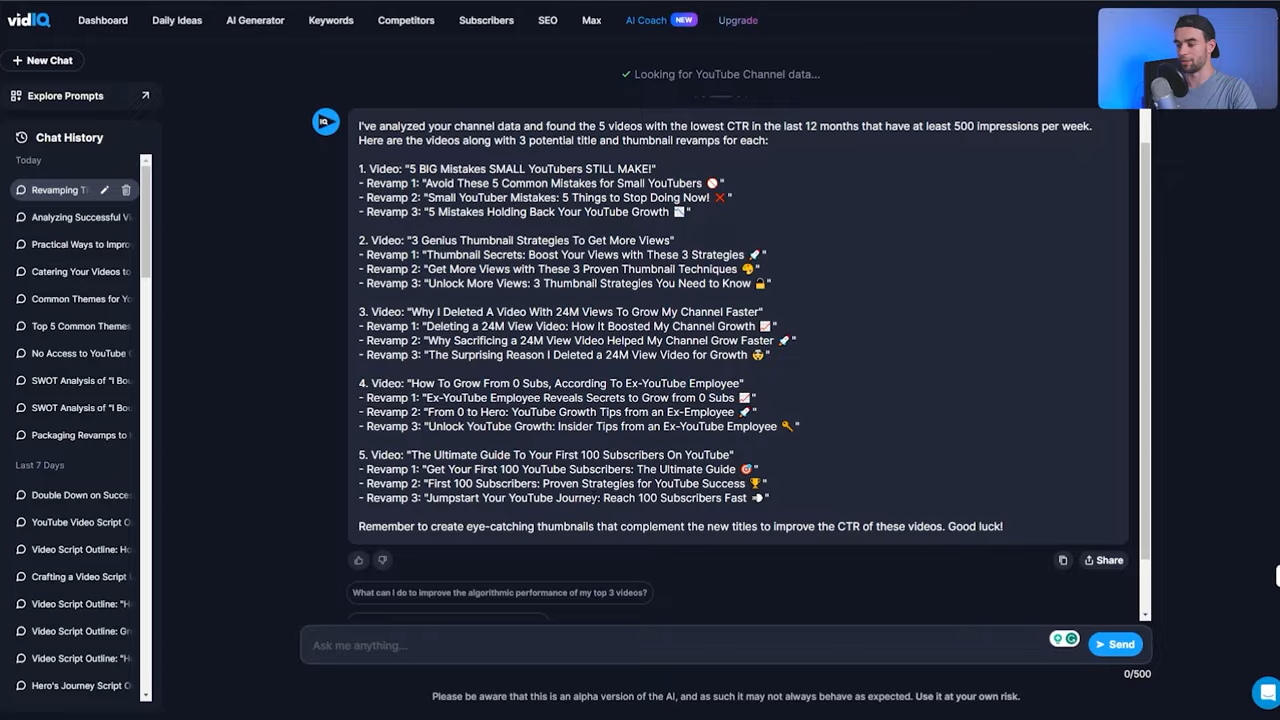 vidIQ
Dashboard
Daily Ideas
AI Generator
Keywords
Competitors
Subscribers
SEO
Max
AI Coach NEW
Upgrade
+ New Chat
Explore Prompts
Chat History
Today
Revamping Ti
Analyzing Successful Vi
Practical Ways to Impro
Catering Your Videos to
Common Themes for Yo
Top 5 Common Themes
No Access to YouTube C
SWOT Analysis of "I Bou
SWOT Analysis of "I Bou
Packaging Revamps to I
Last 7 Days
Double Down on Succes
YouTube Video Script O
Video Script Outline: Ho
Crafting a Video Script I
Video Script Outline: "H
Video Script Outline: Gr
Video Script Outline: "H
Hero's Journey Script O
Looking for YouTube Channel data...
IQ
I've analyzed your channel data and found the 5 videos with the lowest CTR in the last 12 months that have at least 500 impressions per week.
Here are the videos along with 3 potential title and thumbnail revamps for each:
1. Video: "5 BIG Mistakes SMALL YouTubers STILL MAKE!"
- Revamp 1: "Avoid These 5 Common Mistakes for Small YouTubers 🚫"
- Revamp 2: "Small YouTuber Mistakes: 5 Things to Stop Doing Now! ❌"
- Revamp 3: "5 Mistakes Holding Back Your YouTube Growth 📉"
2. Video: "3 Genius Thumbnail Strategies To Get More Views"
- Revamp 1: "Thumbnail Secrets: Boost Your Views with These 3 Strategies 🚀"
- Revamp 2: "Get More Views with These 3 Proven Thumbnail Techniques 🎨"
- Revamp 3: "Unlock More Views: 3 Thumbnail Strategies You Need to Know 🔓"
3. Video: "Why I Deleted A Video With 24M Views To Grow My Channel Faster"
- Revamp 1: "Deleting a 24M View Video: How It Boosted My Channel Growth 📈"
- Revamp 2: "Why Sacrificing a 24M View Video Helped My Channel Grow Faster 🚀"
- Revamp 3: "The Surprising Reason I Deleted a 24M View Video for Growth 🤯"
4. Video: "How To Grow From 0 Subs, According To Ex-YouTube Employee"
- Revamp 1: "Ex-YouTube Employee Reveals Secrets to Grow from 0 Subs 📈"
- Revamp 2: "From 0 to Hero: YouTube Growth Tips from an Ex-Employee 🚀"
- Revamp 3: "Unlock YouTube Growth: Insider Tips from an Ex-YouTube Employee 🔑"
5. Video: "The Ultimate Guide To Your First 100 Subscribers On YouTube"
- Revamp 1: "Get Your First 100 YouTube Subscribers: The Ultimate Guide 🎯"
- Revamp 2: "First 100 Subscribers: Proven Strategies for YouTube Success 🏆"
- Revamp 3: "Jumpstart Your YouTube Journey: Reach 100 Subscribers Fast 💨"
Remember to create eye-catching thumbnails that complement the new titles to improve the CTR of these videos. Good luck!
Share
What can I do to improve the algorithmic performance of my top 3 videos?
Ask me anything...
Send
0/500
Please be aware that this is an alpha version of the AI, and as such it may not always behave as expected. Use it at your own risk.